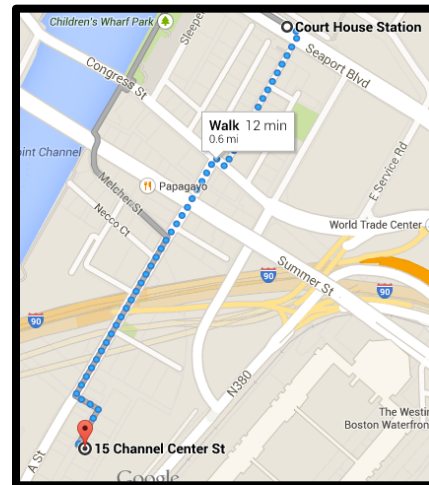 Children's Wharf Park
Sleeper
Court House Station
Seaport Blvd
Congress St
Walk 12 min
0.6 mi
E Service Rd
oint Channel
Papagayo
Melcher St
Necco Ct
World Trade Center
Summer St
90
90
90
N380
The Westin
Boston Waterfron
15 Channel Center St
A St
Google